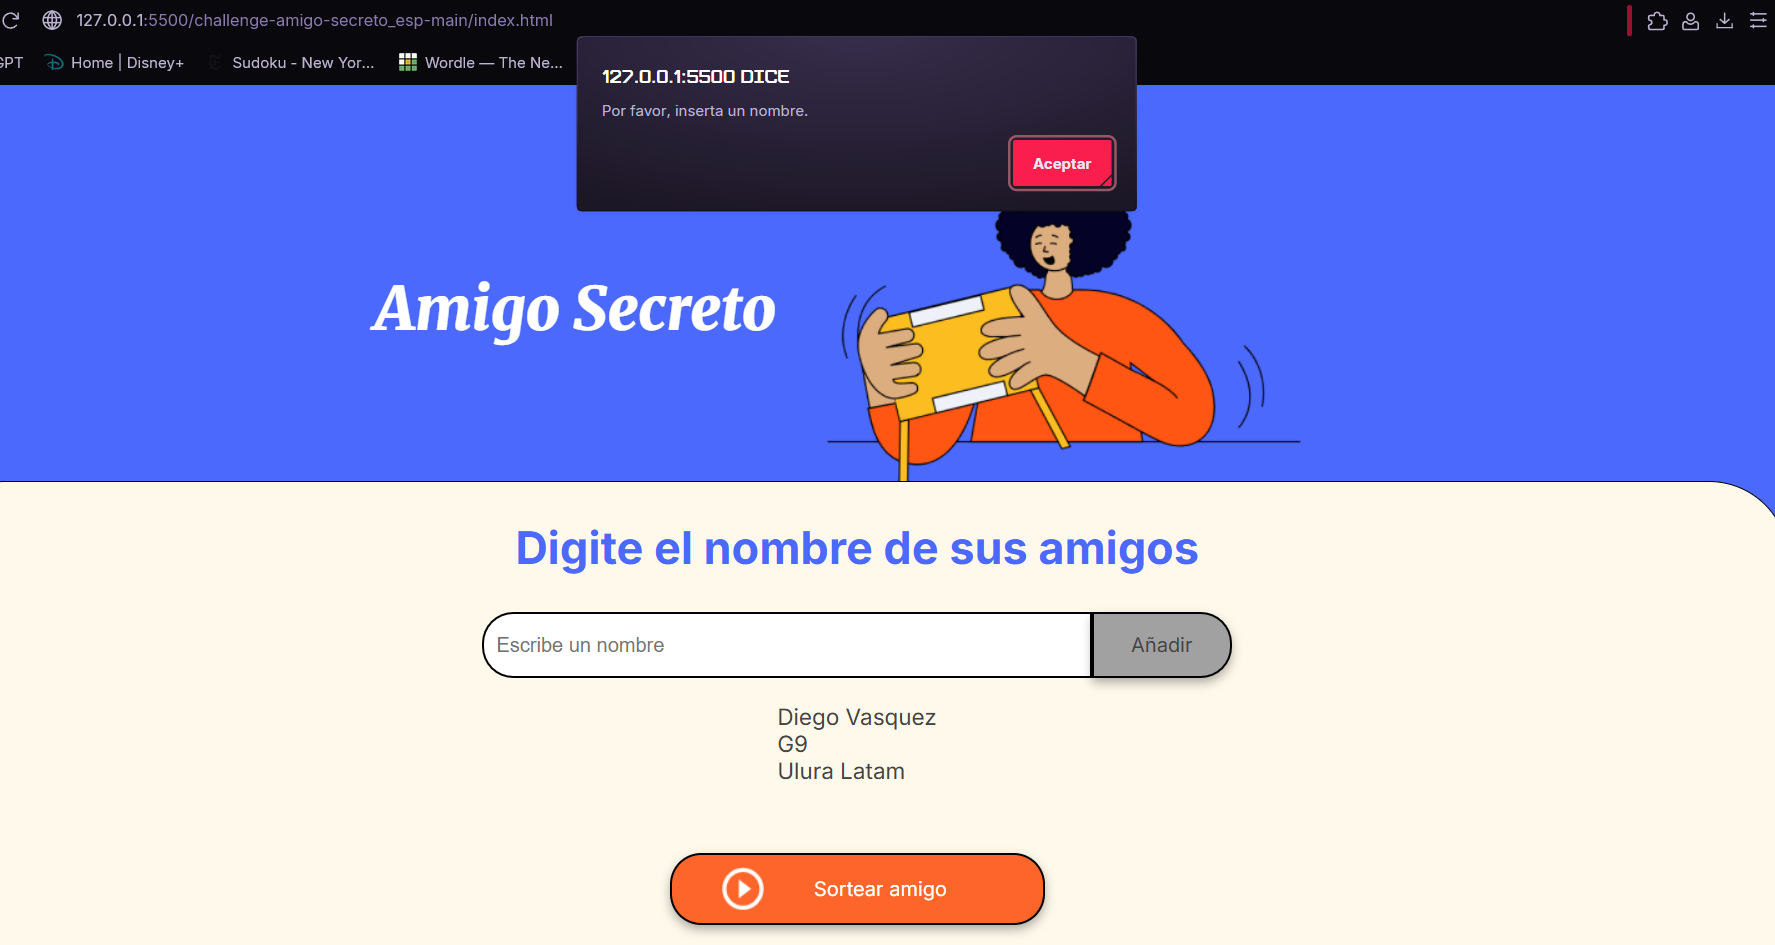 127.0.0.1:5500/challenge-amigo-secreto_esp-main/index.html
GPT Home | Disney+ Sudoku - New Yor... Wordle — The Ne...
127.0.0.1:5500 DICE
Por favor, inserta un nombre.
Aceptar
Amigo Secreto
Digite el nombre de sus amigos
Escribe un nombre Añadir
Diego Vasquez
G9
Ulura Latam
Sortear amigo